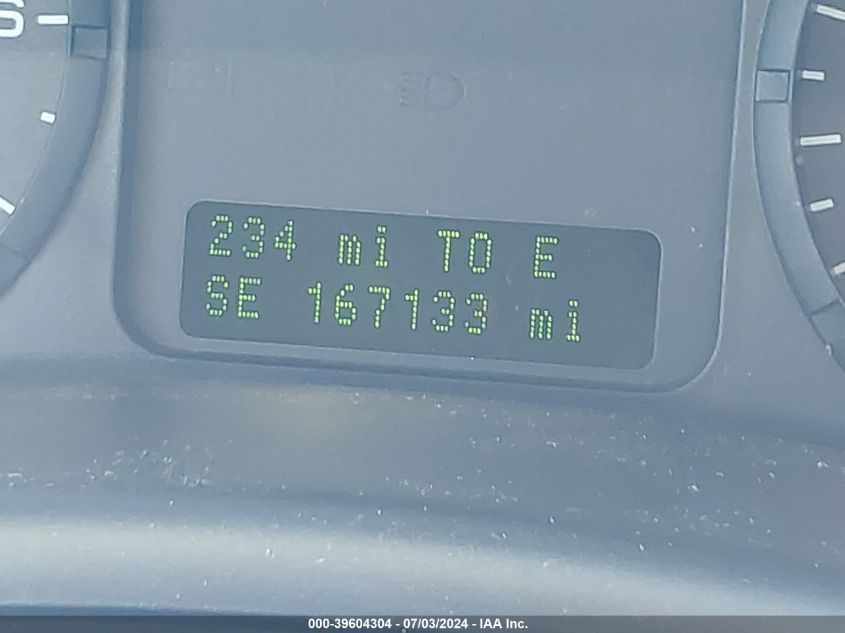 S
234 mi TO E
SE 167133 mi
000-39604304 - 07/03/2024 - IAA Inc.